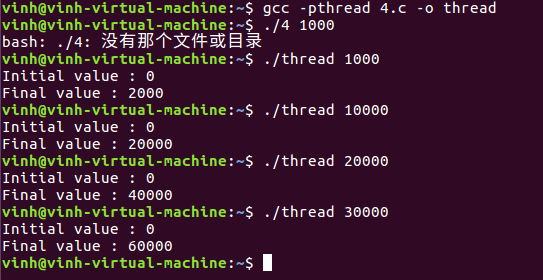 vinh@vinh-virtual-machine:~$ gcc -pthread 4.c -o thread
vinh@vinh-virtual-machine:~$ ./4 1000
bash: ./4: 没有那个文件或目录
vinh@vinh-virtual-machine:~$ ./thread 1000
Initial value : 0
Final value : 2000
vinh@vinh-virtual-machine:~$ ./thread 10000
Initial value : 0
Final value : 20000
vinh@vinh-virtual-machine:~$ ./thread 20000
Initial value : 0
Final value : 40000
vinh@vinh-virtual-machine:~$ ./thread 30000
Initial value : 0
Final value : 60000
vinh@vinh-virtual-machine:~$